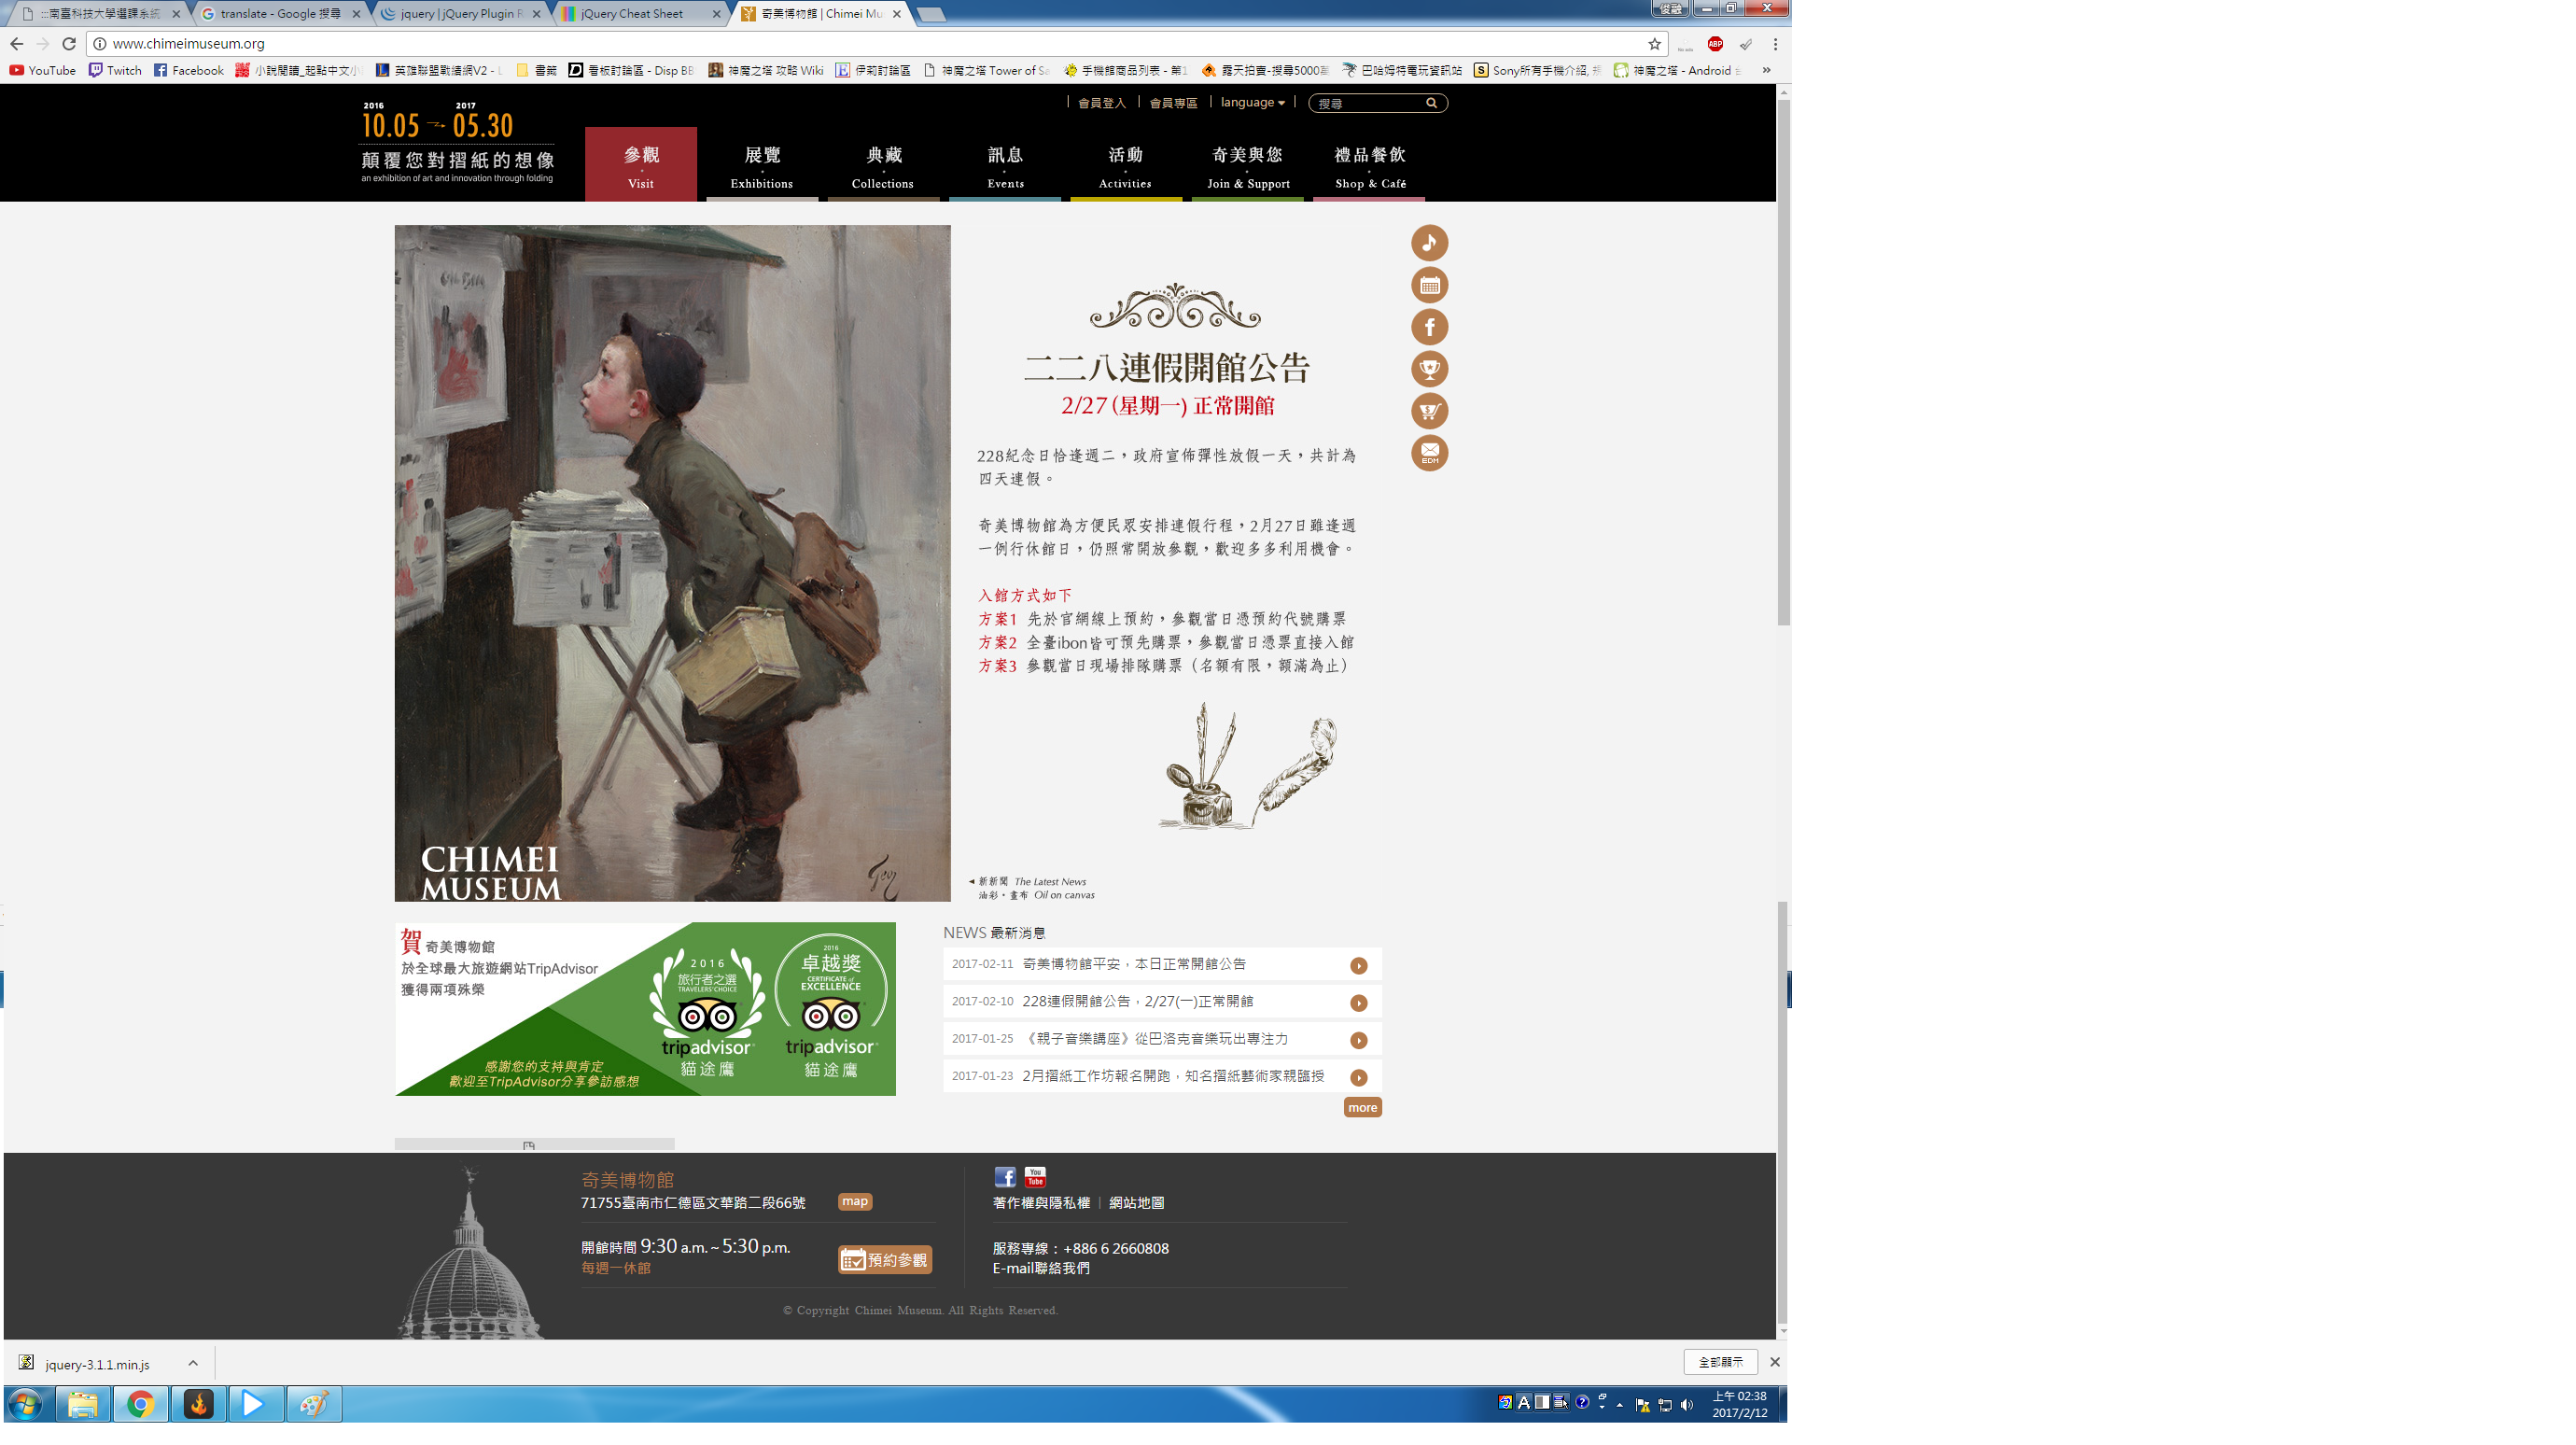 :::南臺科技大學選課系統
translate - Google 搜尋
jquery | jQuery Plugin R
jQuery Cheat Sheet
奇美博物館 | Chimei Mu
俊融
www.chimeimuseum.org
ABP
YouTube
Twitch
Facebook
小說閱讀_起點中文小
英雄聯盟戰績網V2 - L
書籤
看板討論區 - Disp BB
神魔之塔 攻略 Wiki
伊莉討論區
神魔之塔 Tower of Sa
手機館商品列表 - 第1
露天拍賣-搜尋5000萬
巴哈姆特電玩資訊站
Sony所有手機介紹, 規
神魔之塔 - Android
»
2016 2017
10.05 05.30
顛覆您對摺紙的想像
an exhibition of art and innovation through folding
會員登入
會員專區
language
搜尋
參觀
Visit
展覽
Exhibitions
典藏
Collections
訊息
Events
活動
Activities
奇美與您
Join & Support
禮品餐飲
Shop & Café
二二八連假開館公告
2/27 (星期一) 正常開館
228紀念日恰逢週二，政府宣佈彈性放假一天，共計為
四天連假。
奇美博物館為方便民眾安排連假行程，2月27日雖逢週
一例行休館日，仍照常開放參觀，歡迎多多利用機會。
入館方式如下
方案1 先於官網線上預約，參觀當日憑預約代號購票
方案2 全臺ibon皆可預先購票，參觀當日憑票直接入館
方案3 參觀當日現場排隊購票（名額有限，額滿為止）
EDM
CHIMEI
MUSEUM
新新聞 The Latest News
油彩・畫布 Oil on canvas
賀 奇美博物館
於全球最大旅遊網站TripAdvisor
獲得兩項殊榮
感謝您的支持與肯定
歡迎至TripAdvisor分享參訪感想
2016
旅行者之選
TRAVELERS' CHOICE
tripadvisor
貓途鷹
2016
卓越獎
CERTIFICATE of
EXCELLENCE
tripadvisor
貓途鷹
NEWS 最新消息
2017-02-11 奇美博物館平安，本日正常開館公告
2017-02-10 228連假開館公告，2/27(一)正常開館
2017-01-25 《親子音樂講座》從巴洛克音樂玩出專注力
2017-01-23 2月摺紙工作坊報名開跑，知名摺紙藝術家親臨授
more
奇美博物館
71755臺南市仁德區文華路二段66號
map
開館時間 9:30 a.m. ~ 5:30 p.m.
每週一休館
預約參觀
You
Tube
著作權與隱私權 | 網站地圖
服務專線：+886 6 2660808
E-mail聯絡我們
© Copyright Chimei Museum. All Rights Reserved.
jquery-3.1.1.min.js
全部顯示
上午 02:38
2017/2/12